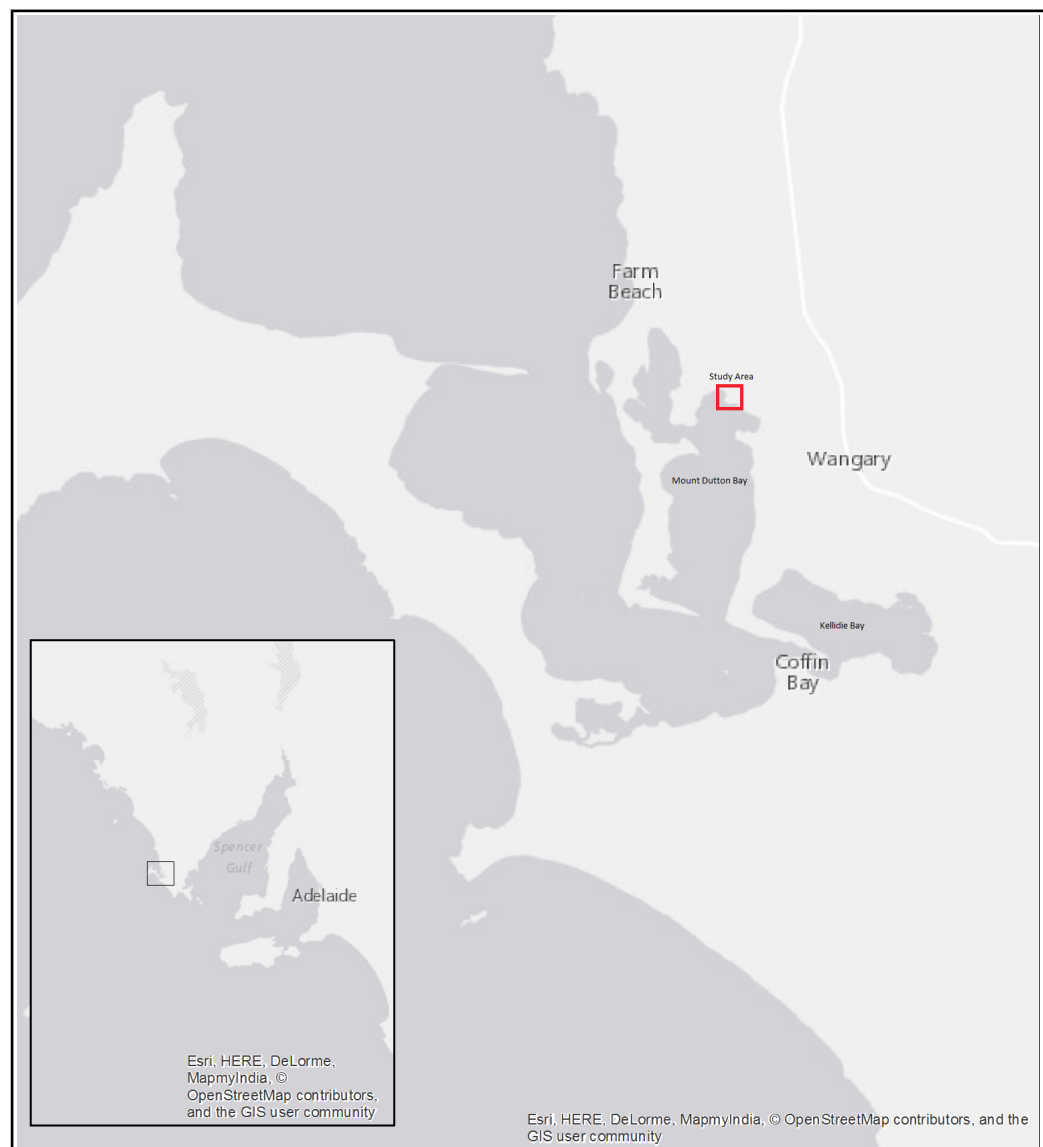 Farm
Beach
Study Area
Wangary
Mount Dutton Bay
Kellidie Bay
Coffin
Bay
Spencer
Gulf
Adelaide
Esri, HERE, DeLorme,
MapmyIndia, ©
OpenStreetMap contributors,
and the GIS user community
Esri, HERE, DeLorme, MapmyIndia, © OpenStreetMap contributors, and the
GIS user community